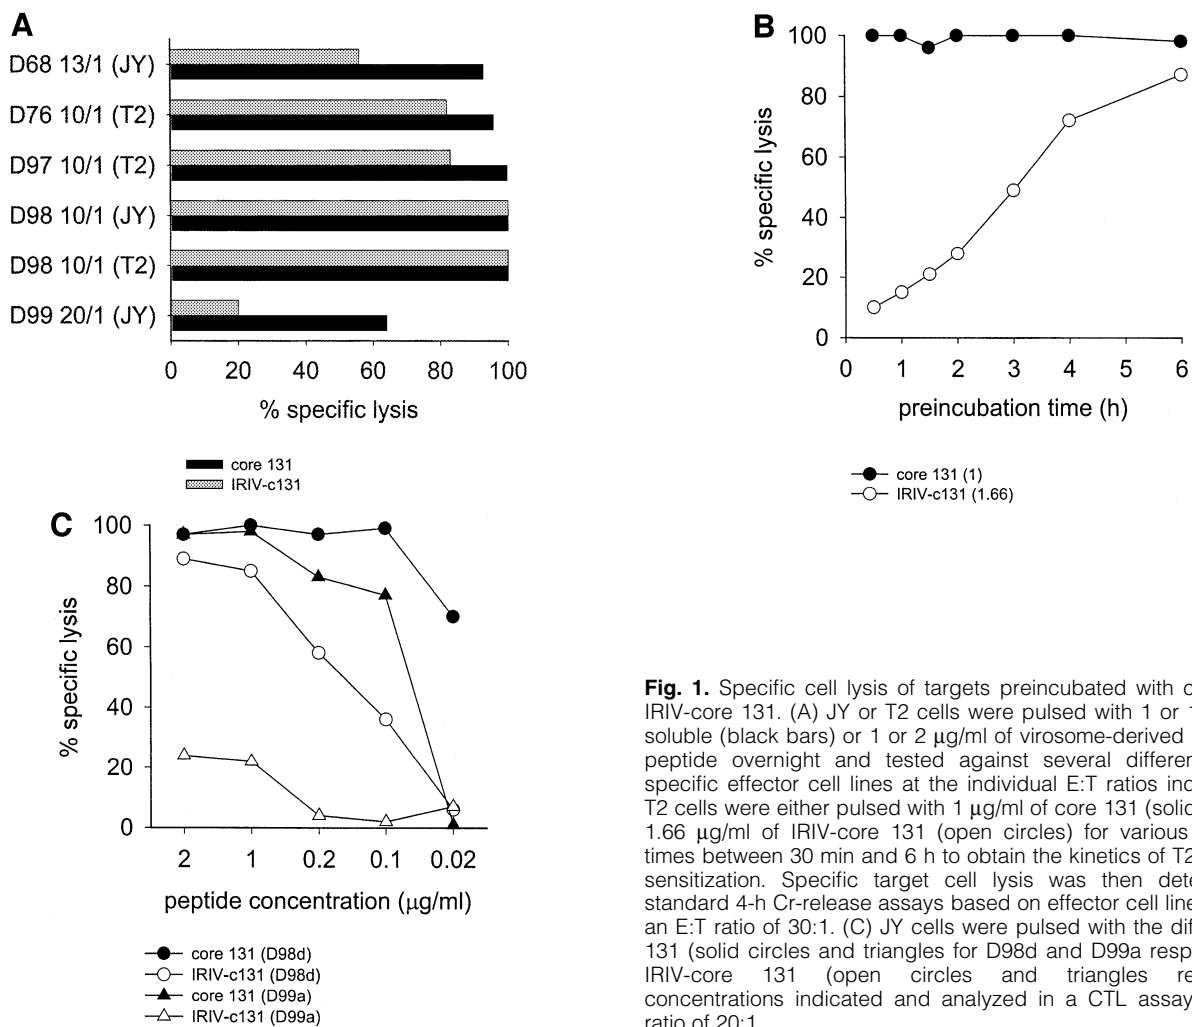 A
D68 13/1 (JY)
D76 10/1 (T2)
D97 10/1 (T2)
D98 10/1 (JY)
D98 10/1 (T2)
D99 20/1 (JY)
0 20 40 60 80 100
% specific lysis
core 131
IRIV-c131
B
100
80
60
40
20
0
% specific lysis
0 1 2 3 4 6
preincubation time (h)
core 131 (1)
IRIV-c131 (1.66)
C
100
80
60
40
20
0
% specific lysis
2 1 0.2 0.1 0.02
peptide concentration (μg/ml)
core 131 (D98d)
IRIV-c131 (D98d)
core 131 (D99a)
IRIV-c131 (D99a)
Fig. 1. Specific cell lysis of targets preincubated with
IRIV-core 131. (A) JY or T2 cells were pulsed with 1 or
soluble (black bars) or 1 or 2 μg/ml of virosome-derived
peptide overnight and tested against several
specific effector cell lines at the individual E:T ratios
T2 cells were either pulsed with 1 μg/ml of core 131
1.66 μg/ml of IRIV-core 131 (open circles) for various
times between 30 min and 6 h to obtain the kinetics of T2
sensitization. Specific target cell lysis was then
standard 4-h Cr-release assays based on effector cell
an E:T ratio of 30:1. (C) JY cells were pulsed with the
131 (solid circles and triangles for D98d and D99a
IRIV-core 131 (open circles and triangles
concentrations indicated and analyzed in a CTL assay
ratio of 20:1